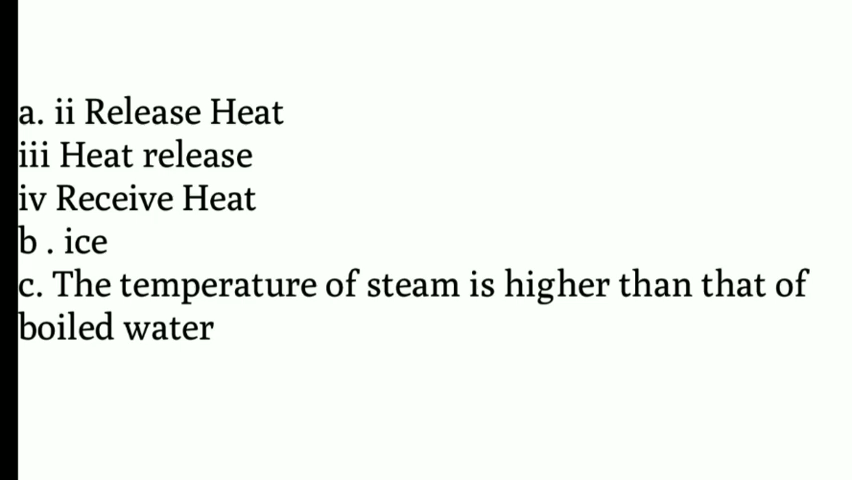 a. ii Release Heat
iii Heat release
iv Receive Heat
b . ice
c. The temperature of steam is higher than that of
boiled water